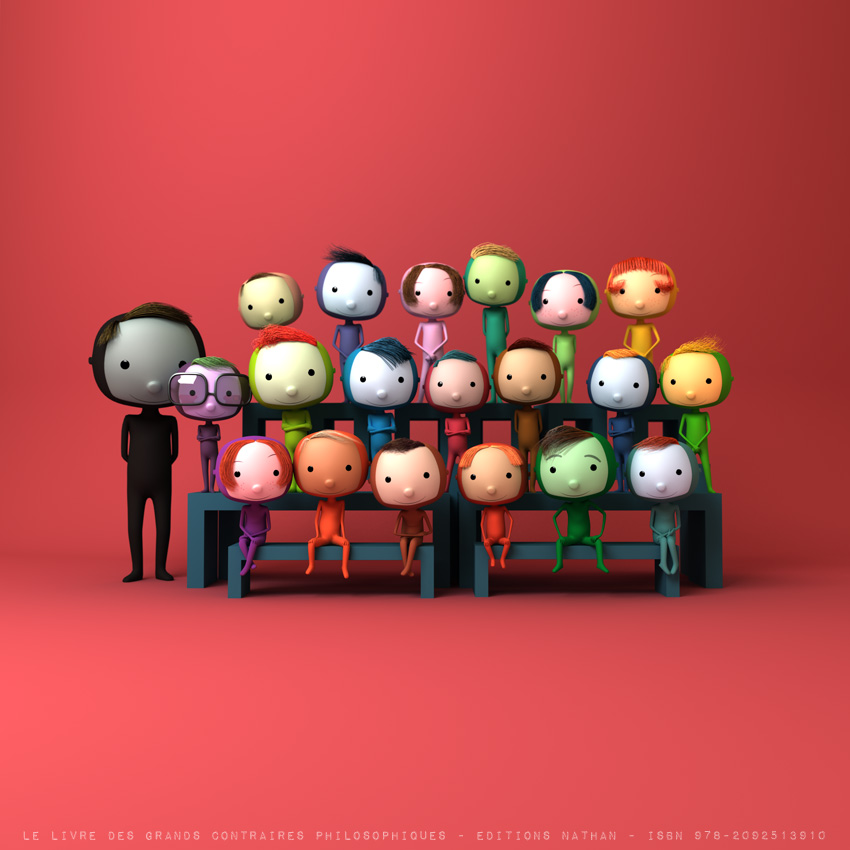 LE LIVRE DES GRANDS CONTRAIRES PHILOSOPHIQUES - EDITIONS NATHAN - ISBN 978-2092513910